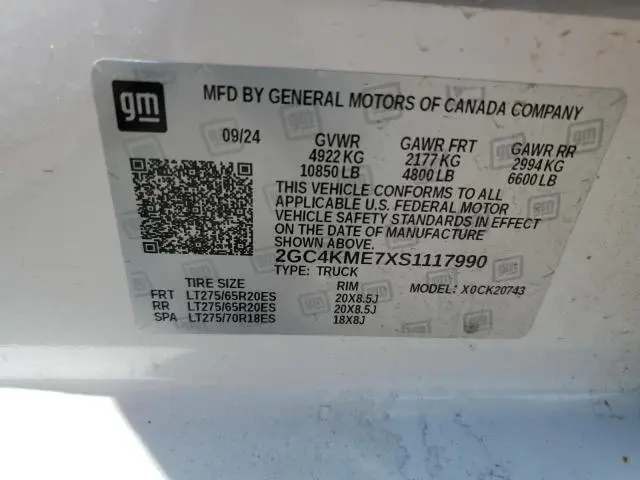 gm
MFD BY GENERAL MOTORS OF CANADA COMPANY
09/24 GVWR GAWR FRT GAWR RR
4922 KG 2177 KG 2994 KG
10850 LB 4800 LB 6600 LB
THIS VEHICLE CONFORMS TO ALL
APPLICABLE U.S. FEDERAL MOTOR
VEHICLE SAFETY STANDARDS IN EFFECT
ON THE DATE OF MANUFACTURE
SHOWN ABOVE.
2GC4KME7XS1117990
TYPE: TRUCK
TIRE SIZE RIM MODEL: X0CK20743
FRT LT275/65R20ES 20X8.5J
RR LT275/65R20ES 20X8.5J
SPA LT275/70R18ES 18X8J